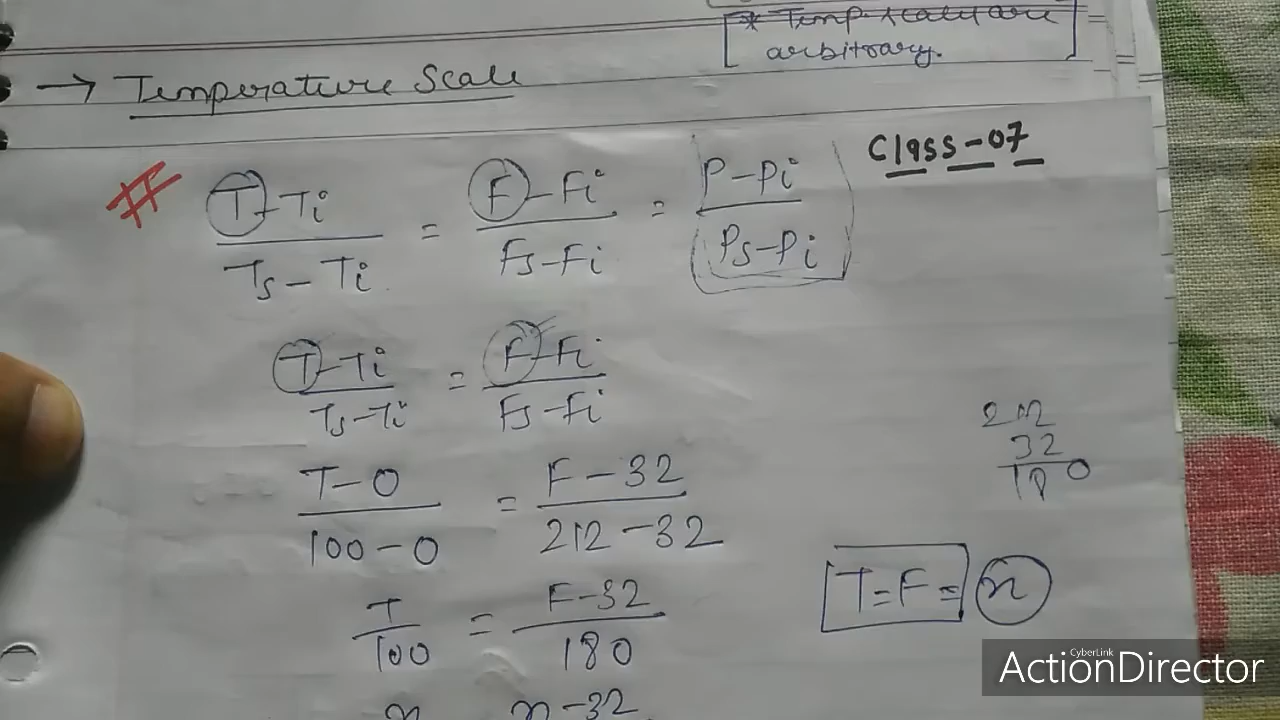 * Temp. scales are
arbitrary.
→ Temperature Scale
Class-07
# T-Ti / Ts-Ti = F-Fi / Fs-Fi = P-Pi / Ps-Pi
T-Ti / Ts-Ti = F-Fi / Fs-Fi
T-0 / 100-0 = F-32 / 212-32
212
32
180
T=F=x
T / 100 = F-32 / 180
x x-32
CyberLink
ActionDirector